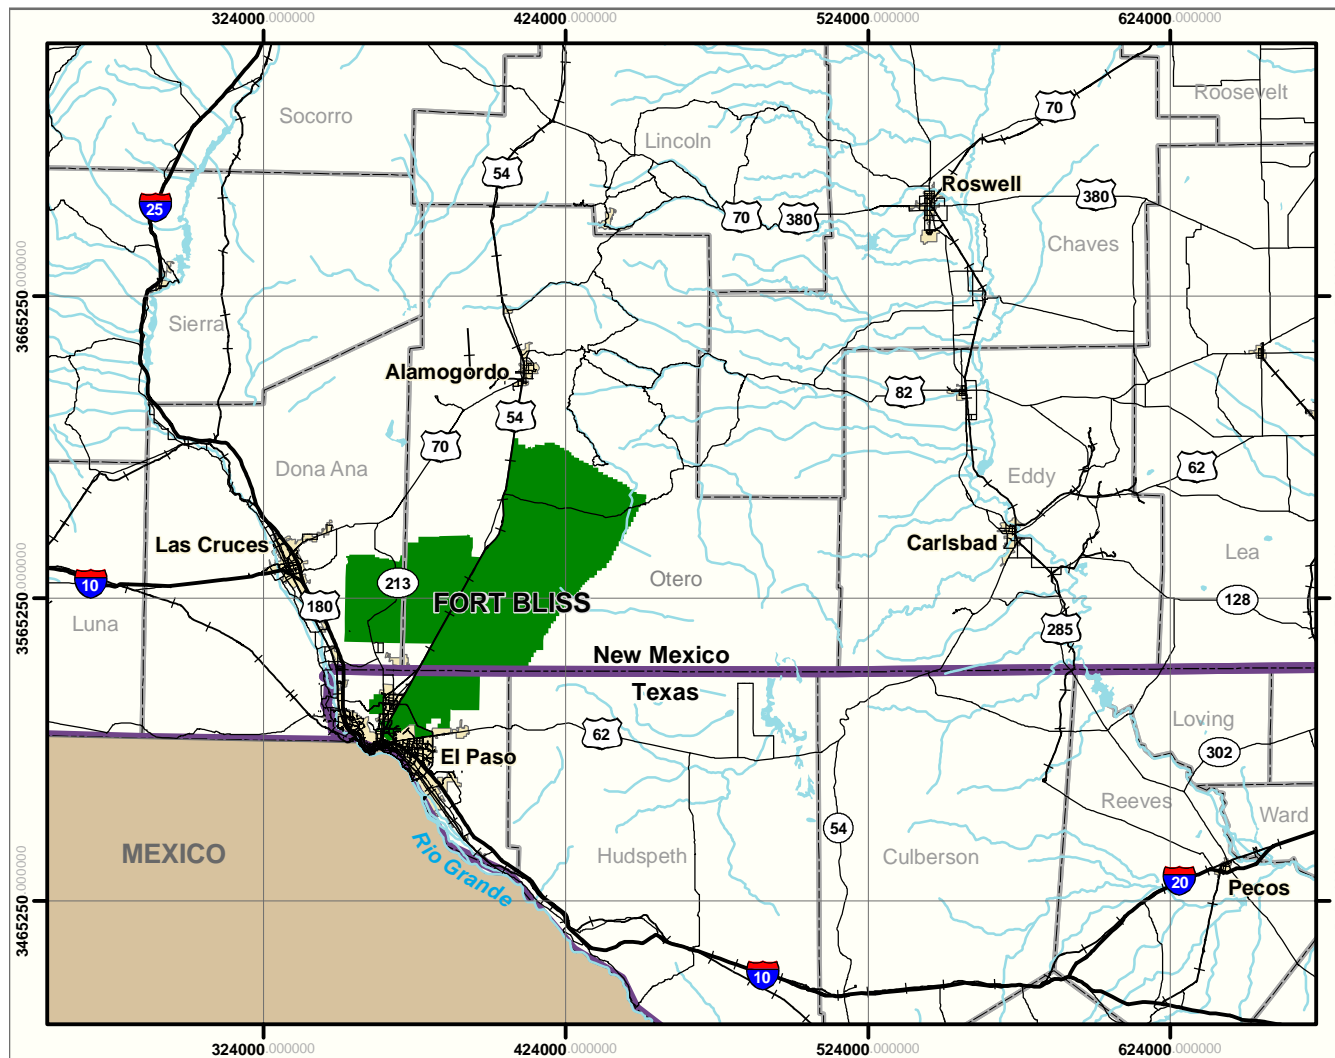 324000.000000 424000.000000 524000.000000 624000.000000
Socorro
Lincoln
70
Roosevelt
54
Roswell
25
70
380
380
Chaves
3665250.000000
Sierra
Alamogordo
82
54
70
Dona Ana
Eddy
62
Las Cruces
Carlsbad
Lea
10
213
Otero
128
180
FORT BLISS
3565250.000000
Luna
285
New Mexico
Texas
Loving
62
302
El Paso
Reeves
Ward
54
MEXICO
Rio Grande
Hudspeth
Culberson
20
Pecos
3465250.000000
10
324000.000000 424000.000000 524000.000000 624000.000000